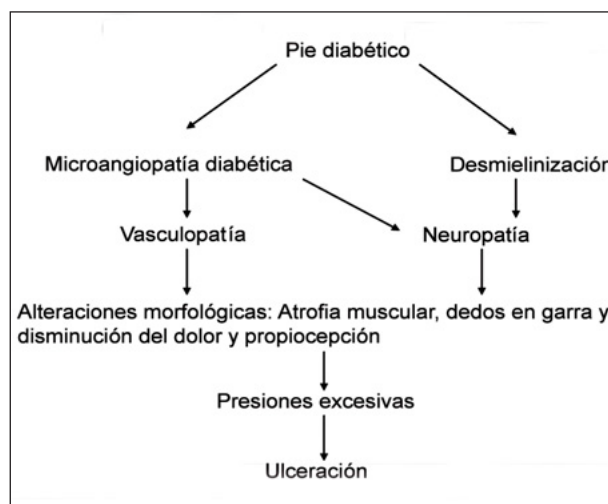 Pie diabético
Microangiopatía diabética
Desmielinización
Vasculopatía
Neuropatía
Alteraciones morfológicas: Atrofia muscular, dedos en garra y
disminución del dolor y propiocepción
Presiones excesivas
Ulceración